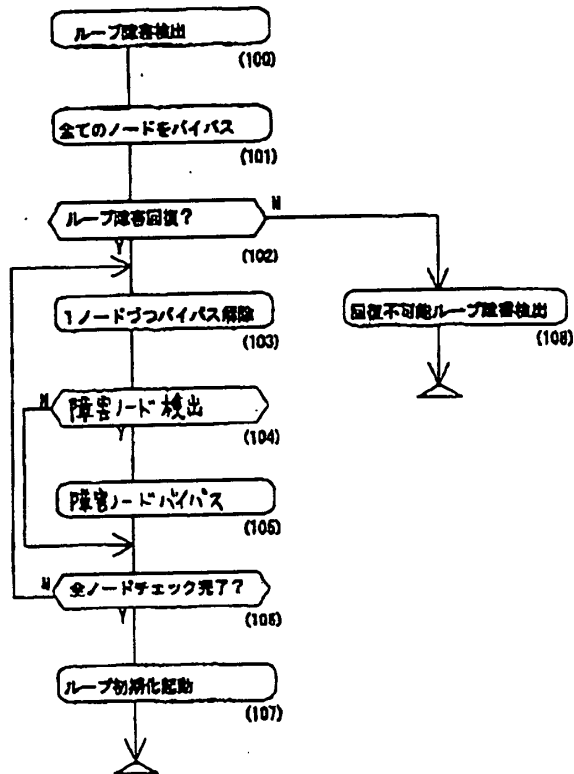 ループ障害検出
(100)
全てのノードをバイパス
(101)
ループ障害回復?
N
Y
(102)
1ノードづつバイパス解除
(103)
回復不可能ループ障害検出
(108)
N
障害ノード検出
Y
(104)
障害ノードバイパス
(105)
N
全ノードチェック完了?
Y
(106)
ループ初期化起動
(107)